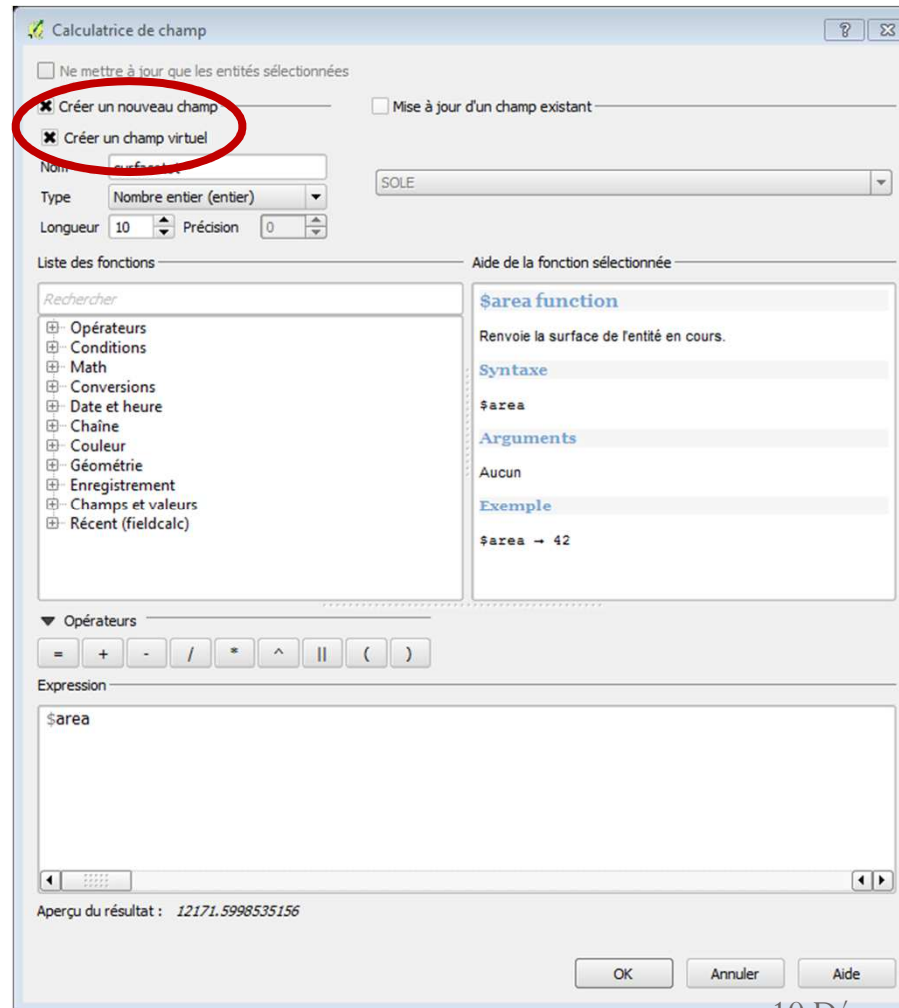 Calculatrice de champ
Ne mettre à jour que les entités sélectionnées
Créer un nouveau champ
Mise à jour d'un champ existant
Créer un champ virtuel
Nom
SOLE
Type Nombre entier (entier)
Longueur 10 Précision 0
Liste des fonctions
Aide de la fonction sélectionnée
Rechercher
Opérateurs
Conditions
Math
Conversions
Date et heure
Chaîne
Couleur
Géométrie
Enregistrement
Champs et valeurs
Récent (fieldcalc)
$area function
Renvoie la surface de l'entité en cours.
Syntaxe
$area
Arguments
Aucun
Exemple
$area → 42
Opérateurs
= + - / * ^ || ( )
Expression
$area
Aperçu du résultat : 12171.5998535156
OK Annuler Aide